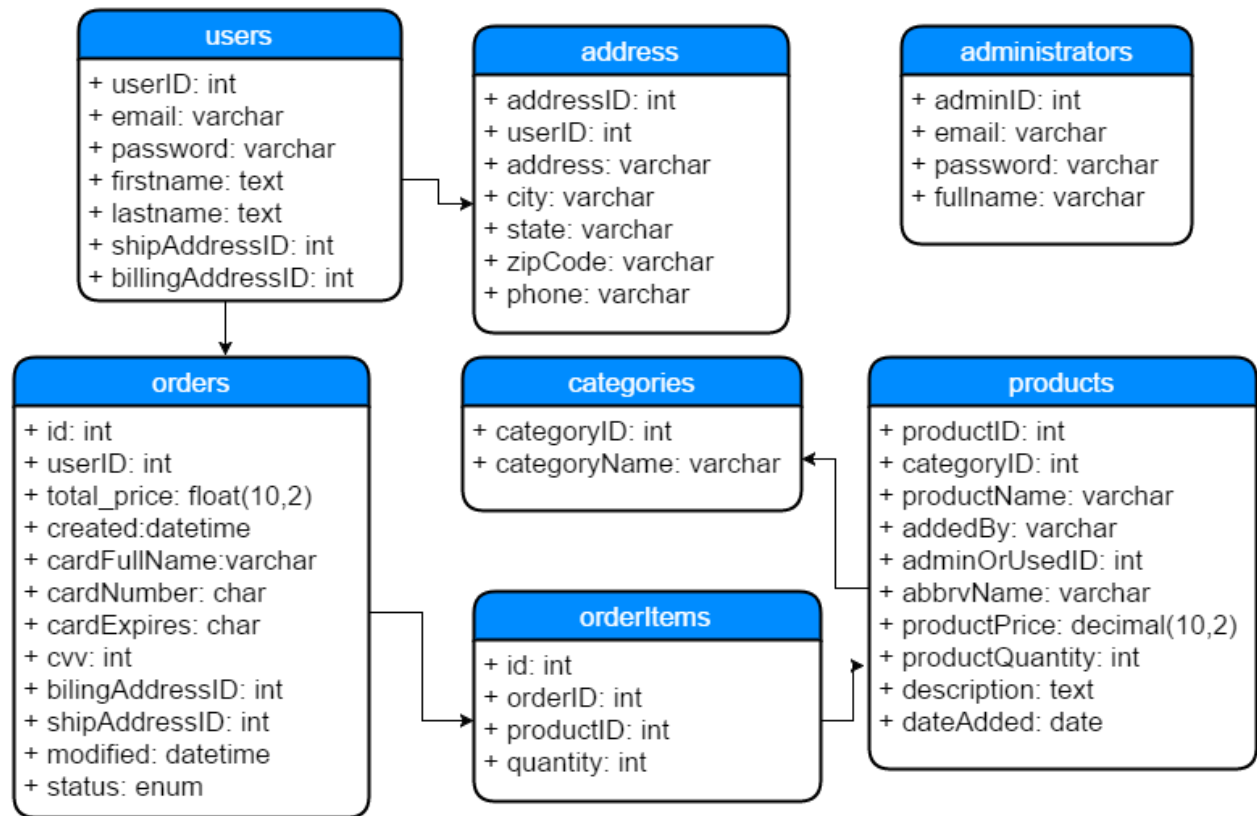 users
+ userID: int
+ email: varchar
+ password: varchar
+ firstname: text
+ lastname: text
+ shipAddressID: int
+ billingAddressID: int
address
+ addressID: int
+ userID: int
+ address: varchar
+ city: varchar
+ state: varchar
+ zipCode: varchar
+ phone: varchar
administrators
+ adminID: int
+ email: varchar
+ password: varchar
+ fullname: varchar
orders
+ id: int
+ userID: int
+ total_price: float(10,2)
+ created:datetime
+ cardFullName:varchar
+ cardNumber: char
+ cardExpires: char
+ cvv: int
+ bilingAddressID: int
+ shipAddressID: int
+ modified: datetime
+ status: enum
categories
+ categoryID: int
+ categoryName: varchar
orderItems
+ id: int
+ orderID: int
+ productID: int
+ quantity: int
products
+ productID: int
+ categoryID: int
+ productName: varchar
+ addedBy: varchar
+ adminOrUsedID: int
+ abbrvName: varchar
+ productPrice: decimal(10,2)
+ productQuantity: int
+ description: text
+ dateAdded: date